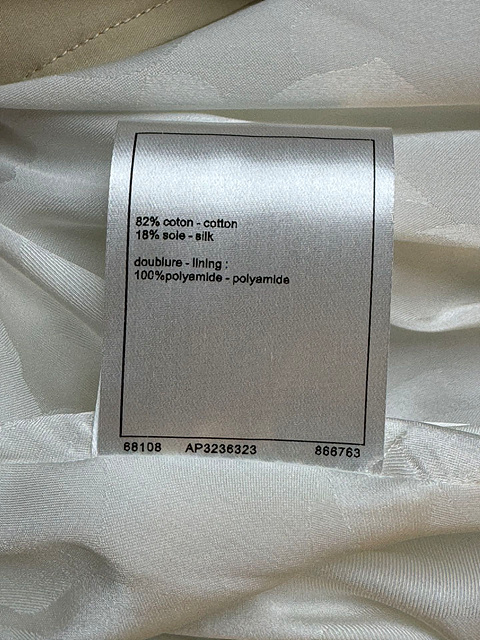 82% coton - cotton
18% soie - silk
doublure - lining :
100%polyamide - polyamide
68108 AP3236323 866763